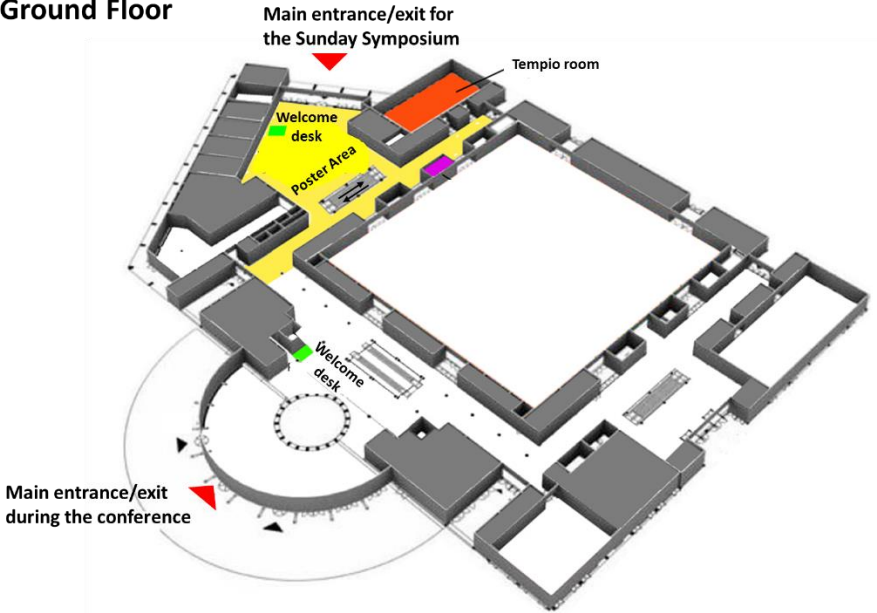 Ground Floor
Main entrance/exit for
the Sunday Symposium
Tempio room
Welcome
desk
Poster Area
Welcome
desk
Main entrance/exit
during the conference